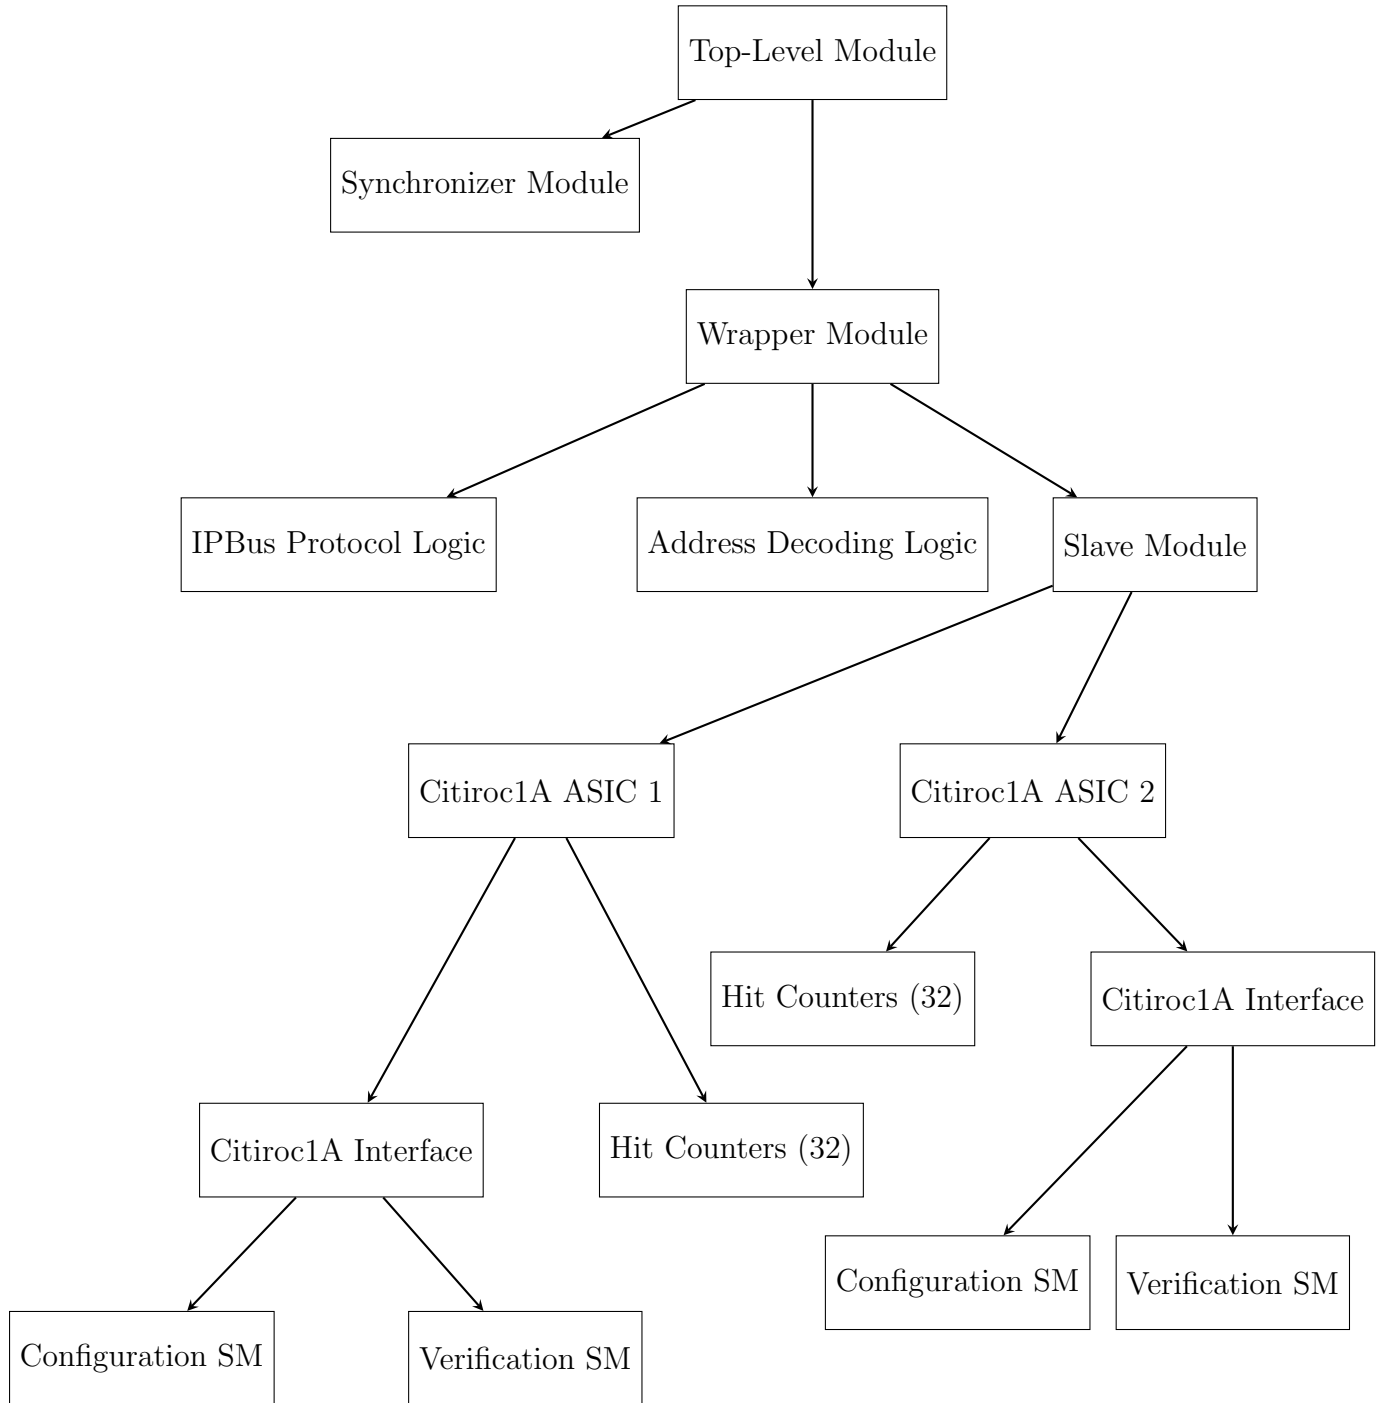 Top-Level Module
Synchronizer Module
Wrapper Module
IPBus Protocol Logic
Address Decoding Logic
Slave Module
Citiroc1A ASIC 1
Citiroc1A ASIC 2
Hit Counters (32)
Citiroc1A Interface
Citiroc1A Interface
Hit Counters (32)
Configuration SM
Verification SM
Configuration SM
Verification SM